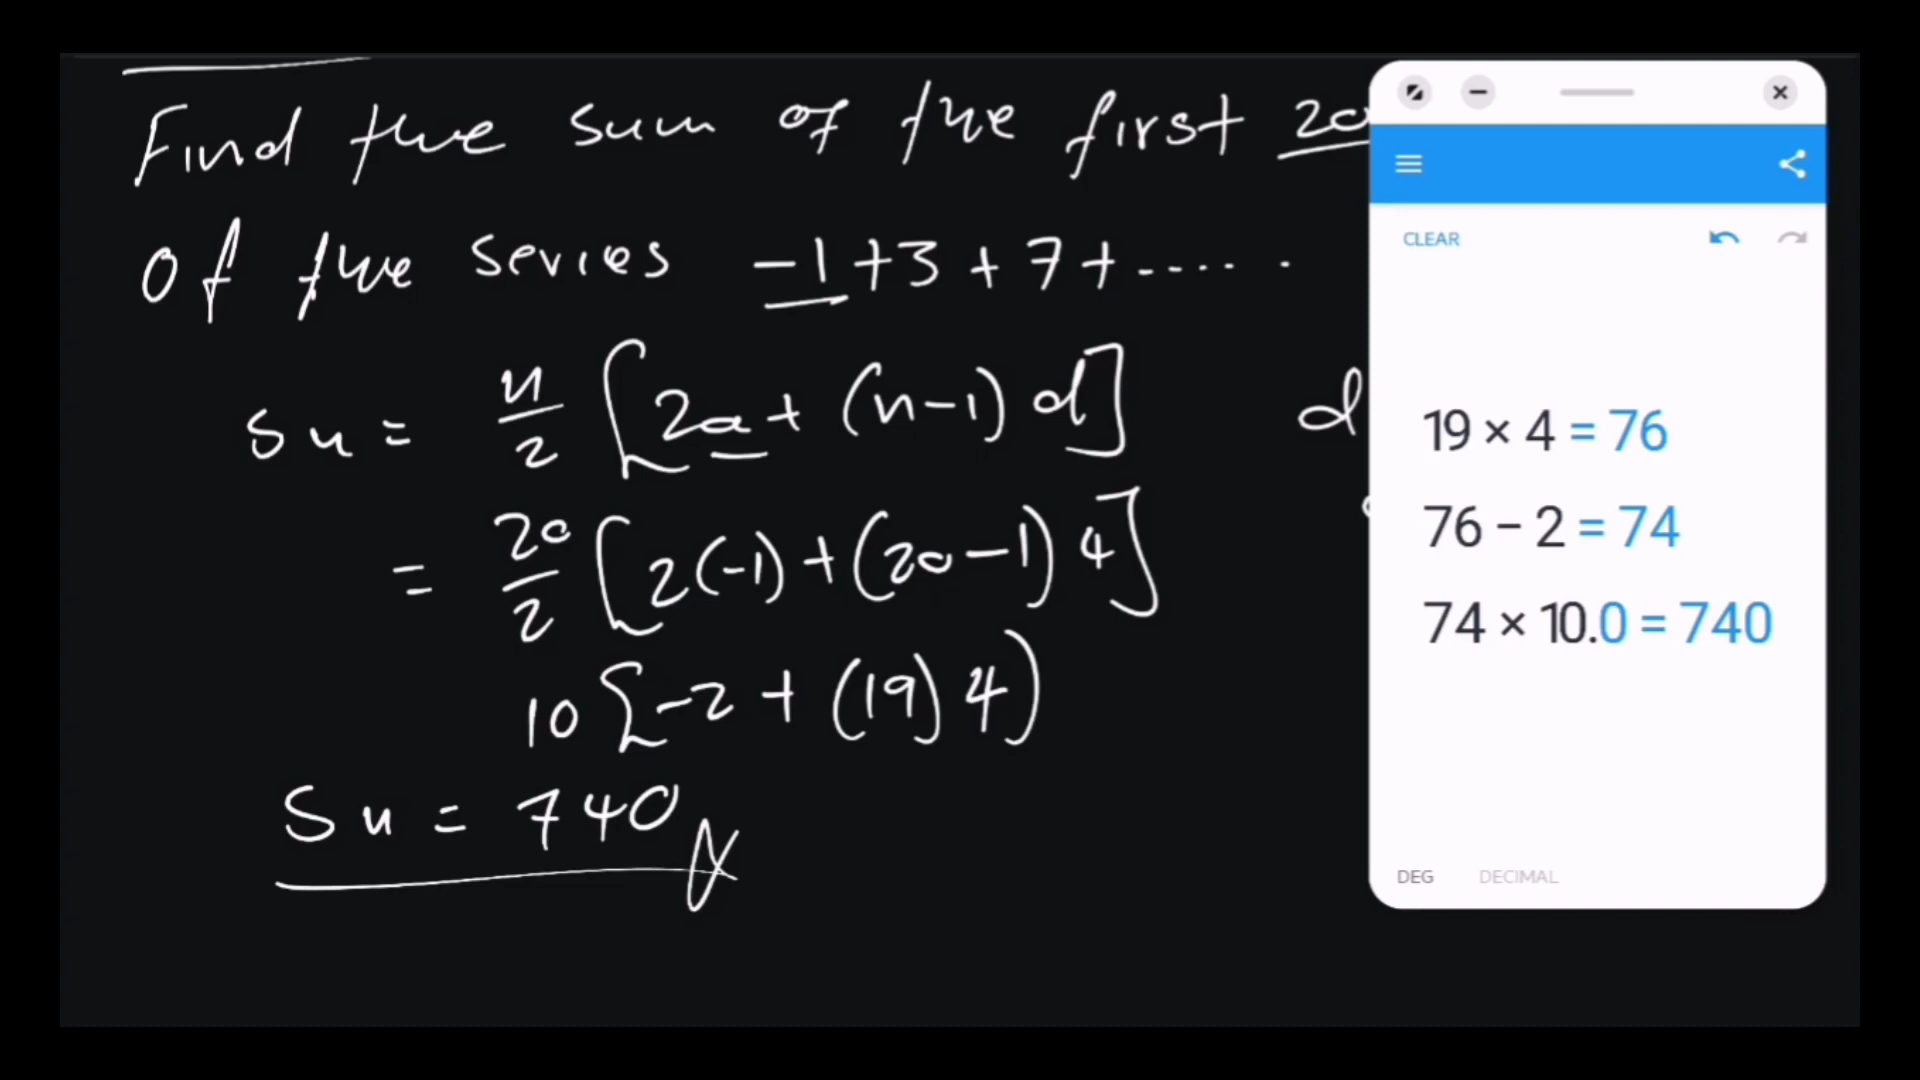 Find the sum of the first 20
of the series -1+3+7+......
Sn = n/2 [2a+(n-1)d]
d
= 20/2 [2(-1)+(20-1)4]
10[-2+(19)4)
Sn = 740
CLEAR
19 × 4 = 76
76 − 2 = 74
74 × 10.0 = 740
DEG DECIMAL